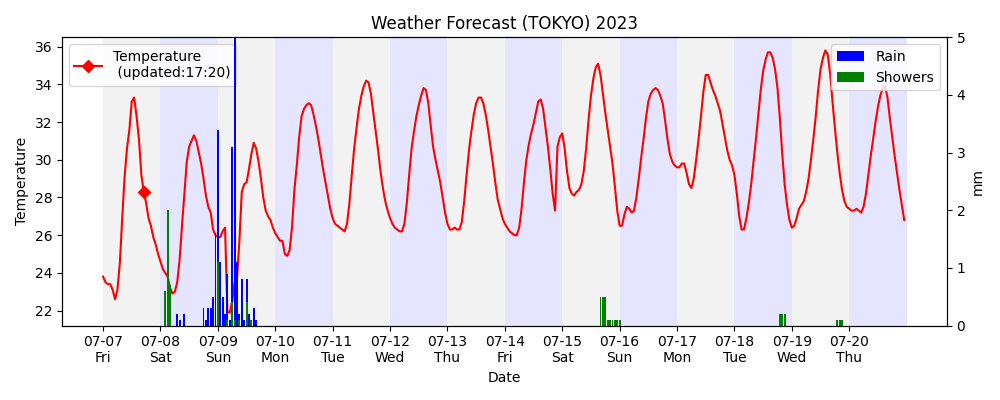 Weather Forecast (TOKYO) 2023
Temperature
(updated:17:20)
Rain
Showers
36
34
32
30
28
26
24
22
Temperature
5
4
3
2
1
0
mm
07-07 07-08 07-09 07-10 07-11 07-12 07-13 07-14 07-15 07-16 07-17 07-18 07-19 07-20
Fri Sat Sun Mon Tue Wed Thu Fri Sat Sun Mon Tue Wed Thu
Date